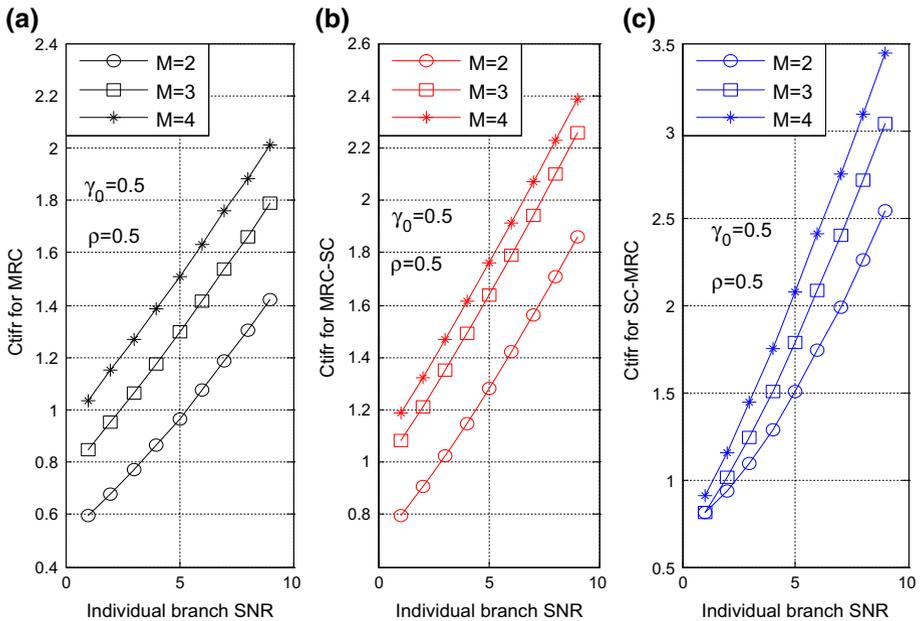 (a)
2.4
2.2
2
1.8
1.6
1.4
1.2
1
0.8
0.6
0.4
Ctifr for MRC
M=2
M=3
M=4
γ0=0.5
ρ=0.5
0
5
10
Individual branch SNR
(b)
2.6
2.4
2.2
2
1.8
1.6
1.4
1.2
1
0.8
Ctifr for MRC-SC
M=2
M=3
M=4
γ0=0.5
ρ=0.5
0
5
10
Individual branch SNR
(c)
3.5
3
2.5
2
1.5
1
0.5
Ctifr for SC-MRC
M=2
M=3
M=4
γ0=0.5
ρ=0.5
0
5
10
Individual branch SNR